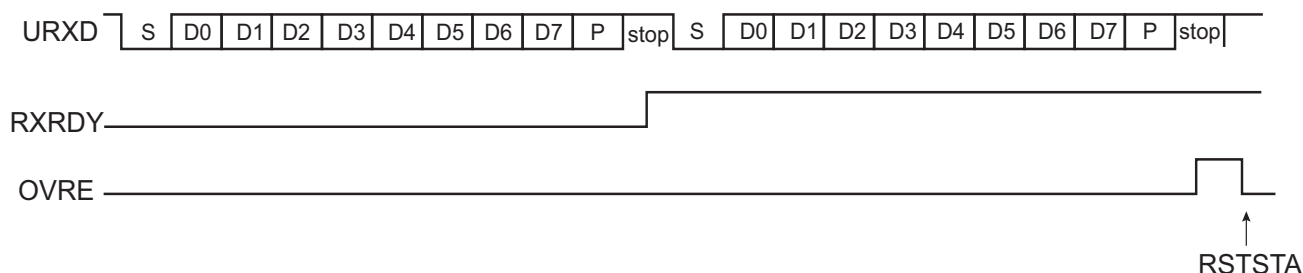 URXD S D0 D1 D2 D3 D4 D5 D6 D7 P stop S D0 D1 D2 D3 D4 D5 D6 D7 P stop
RXRDY
OVRE
RSTSTA